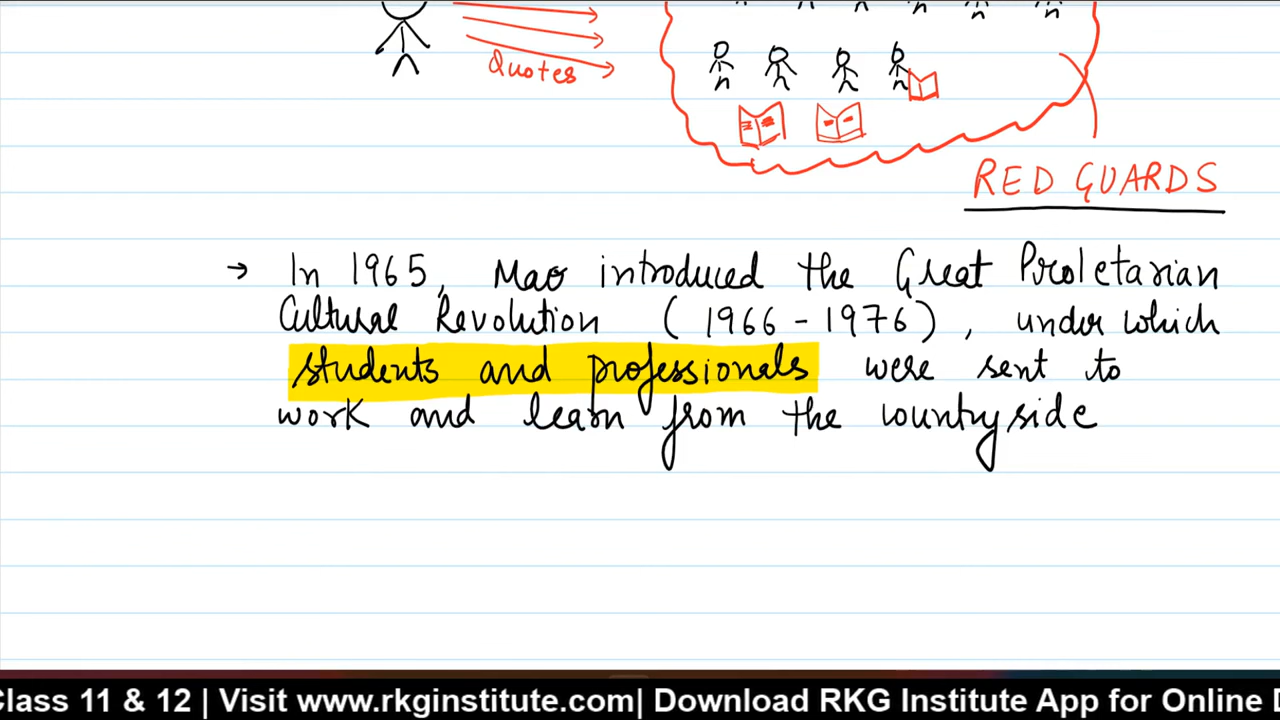 Quotes
RED GUARDS
→ In 1965, Mao introduced the Great Proletarian
Cultural Revolution (1966-1976), under which
students and professionals were sent to
work and learn from the countryside
Class 11 & 12 | Visit www.rkginstitute.com| Download RKG Institute App for Online